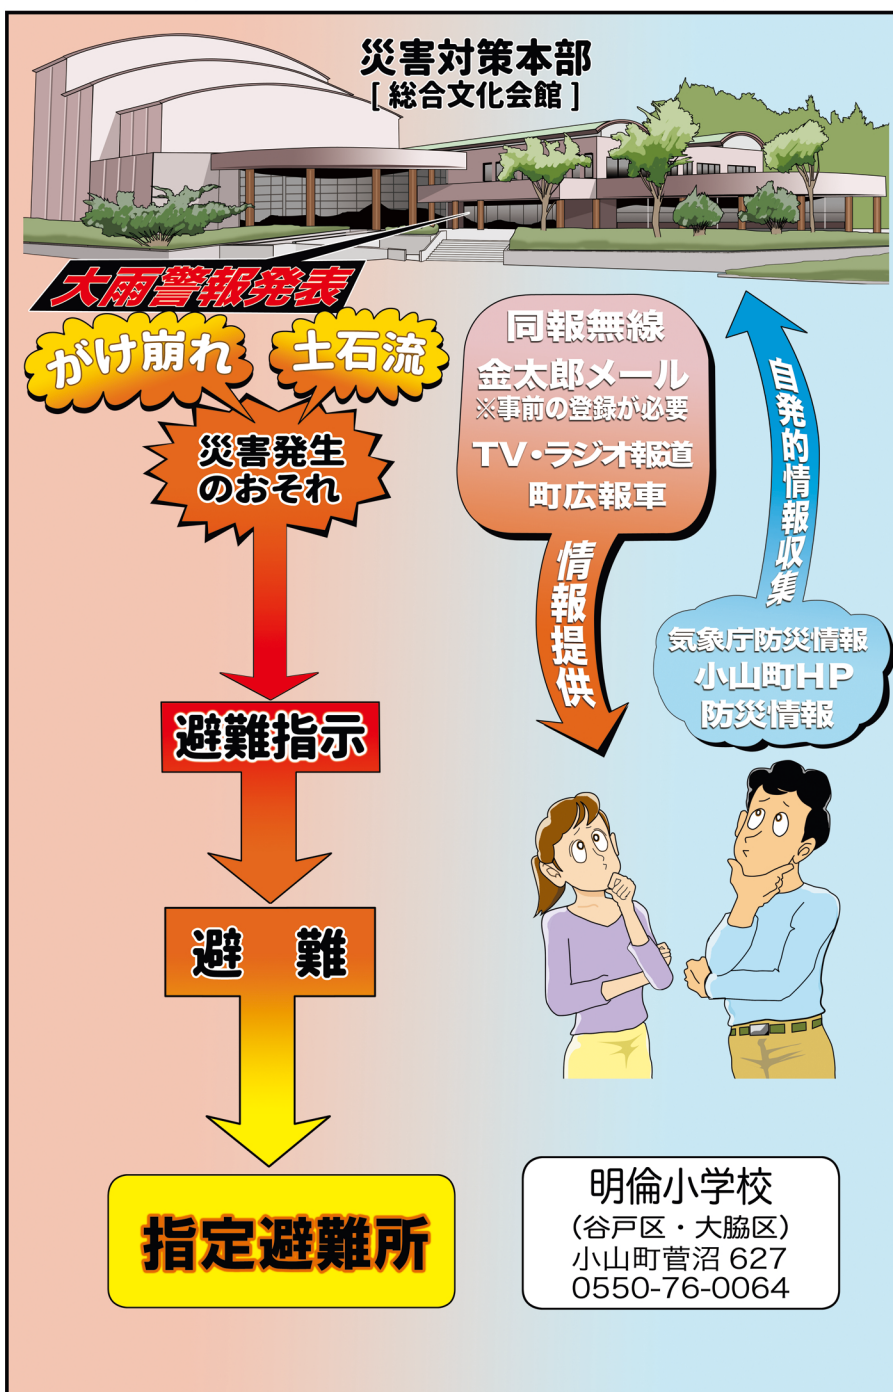 災害対策本部
[ 総合文化会館 ]
大雨警報発表
がけ崩れ
土石流
災害発生
のおそれ
避難指示
避 難
指定避難所
同報無線
金太郎メール
※事前の登録が必要
TV・ラジオ報道
町広報車
情報提供
自発的情報収集
気象庁防災情報
小山町HP
防災情報
明倫小学校
(谷戸区・大脇区)
小山町菅沼 627
0550-76-0064